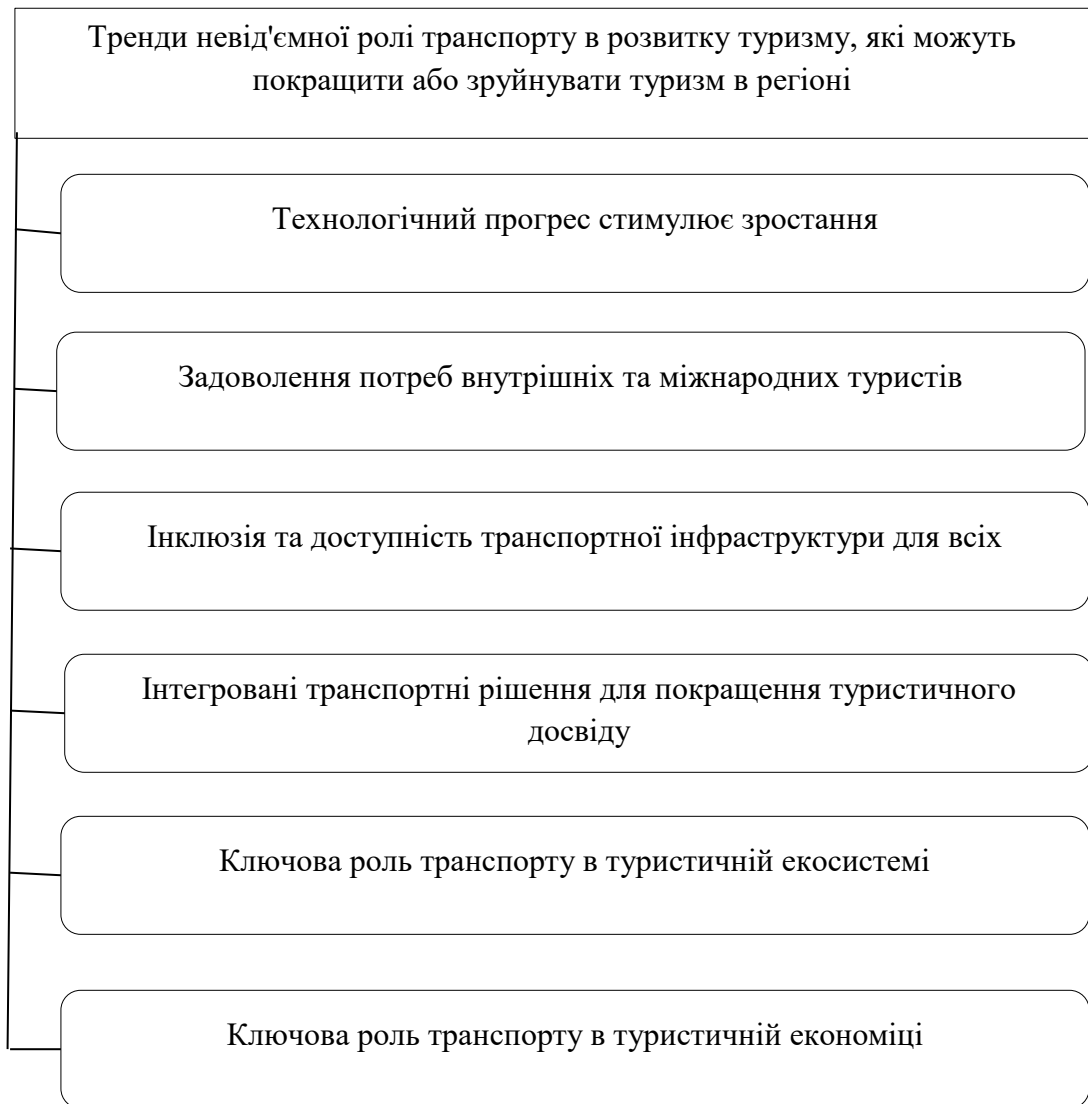 Тренди невід'ємної ролі транспорту в розвитку туризму, які можуть
покращити або зруйнувати туризм в регіоні
Технологічний прогрес стимулює зростання
Задоволення потреб внутрішніх та міжнародних туристів
Інклюзія та доступність транспортної інфраструктури для всіх
Інтегровані транспортні рішення для покращення туристичного
досвіду
Ключова роль транспорту в туристичній екосистемі
Ключова роль транспорту в туристичній економіці